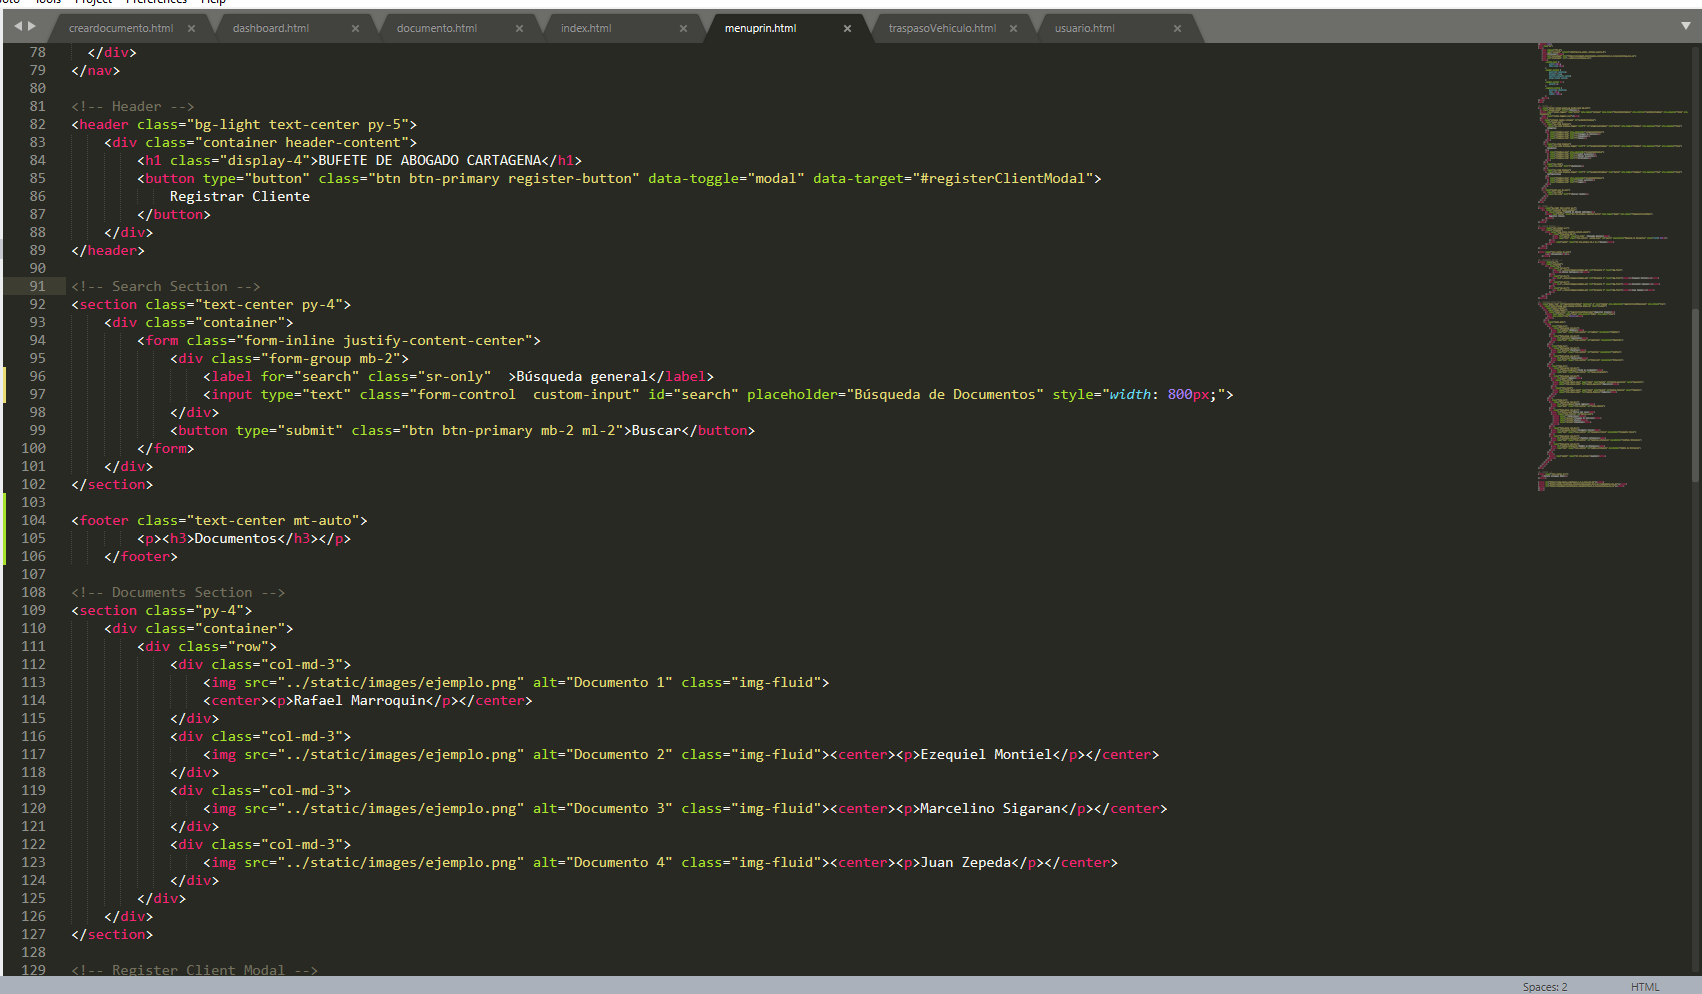 Tools Project Preferences Help
creardocumento.html × dashboard.html × documento.html × index.html × menuprin.html × traspasoVehiculo.html × usuario.html ×
78 </div>
79 </nav>
80
81 <!-- Header -->
82 <header class="bg-light text-center py-5">
83 <div class="container header-content">
84 <h1 class="display-4">BUFETE DE ABOGADO CARTAGENA</h1>
85 <button type="button" class="btn btn-primary register-button" data-toggle="modal" data-target="#registerClientModal">
86 Registrar Cliente
87 </button>
88 </div>
89 </header>
90
91 <!-- Search Section -->
92 <section class="text-center py-4">
93 <div class="container">
94 <form class="form-inline justify-content-center">
95 <div class="form-group mb-2">
96 <label for="search" class="sr-only"  >Búsqueda general</label>
97 <input type="text" class="form-control  custom-input" id="search" placeholder="Búsqueda de Documentos" style="width: 800px;">
98 </div>
99 <button type="submit" class="btn btn-primary mb-2 ml-2">Buscar</button>
100 </form>
101 </div>
102 </section>
103
104 <footer class="text-center mt-auto">
105 <p><h3>Documentos</h3></p>
106 </footer>
107
108 <!-- Documents Section -->
109 <section class="py-4">
110 <div class="container">
111 <div class="row">
112 <div class="col-md-3">
113 <img src="../static/images/ejemplo.png" alt="Documento 1" class="img-fluid">
114 <center><p>Rafael Marroquin</p></center>
115 </div>
116 <div class="col-md-3">
117 <img src="../static/images/ejemplo.png" alt="Documento 2" class="img-fluid"><center><p>Ezequiel Montiel</p></center>
118 </div>
119 <div class="col-md-3">
120 <img src="../static/images/ejemplo.png" alt="Documento 3" class="img-fluid"><center><p>Marcelino Sigaran</p></center>
121 </div>
122 <div class="col-md-3">
123 <img src="../static/images/ejemplo.png" alt="Documento 4" class="img-fluid"><center><p>Juan Zepeda</p></center>
124 </div>
125 </div>
126 </div>
127 </section>
128
129 <!-- Register Client Modal -->
Spaces: 2 HTML